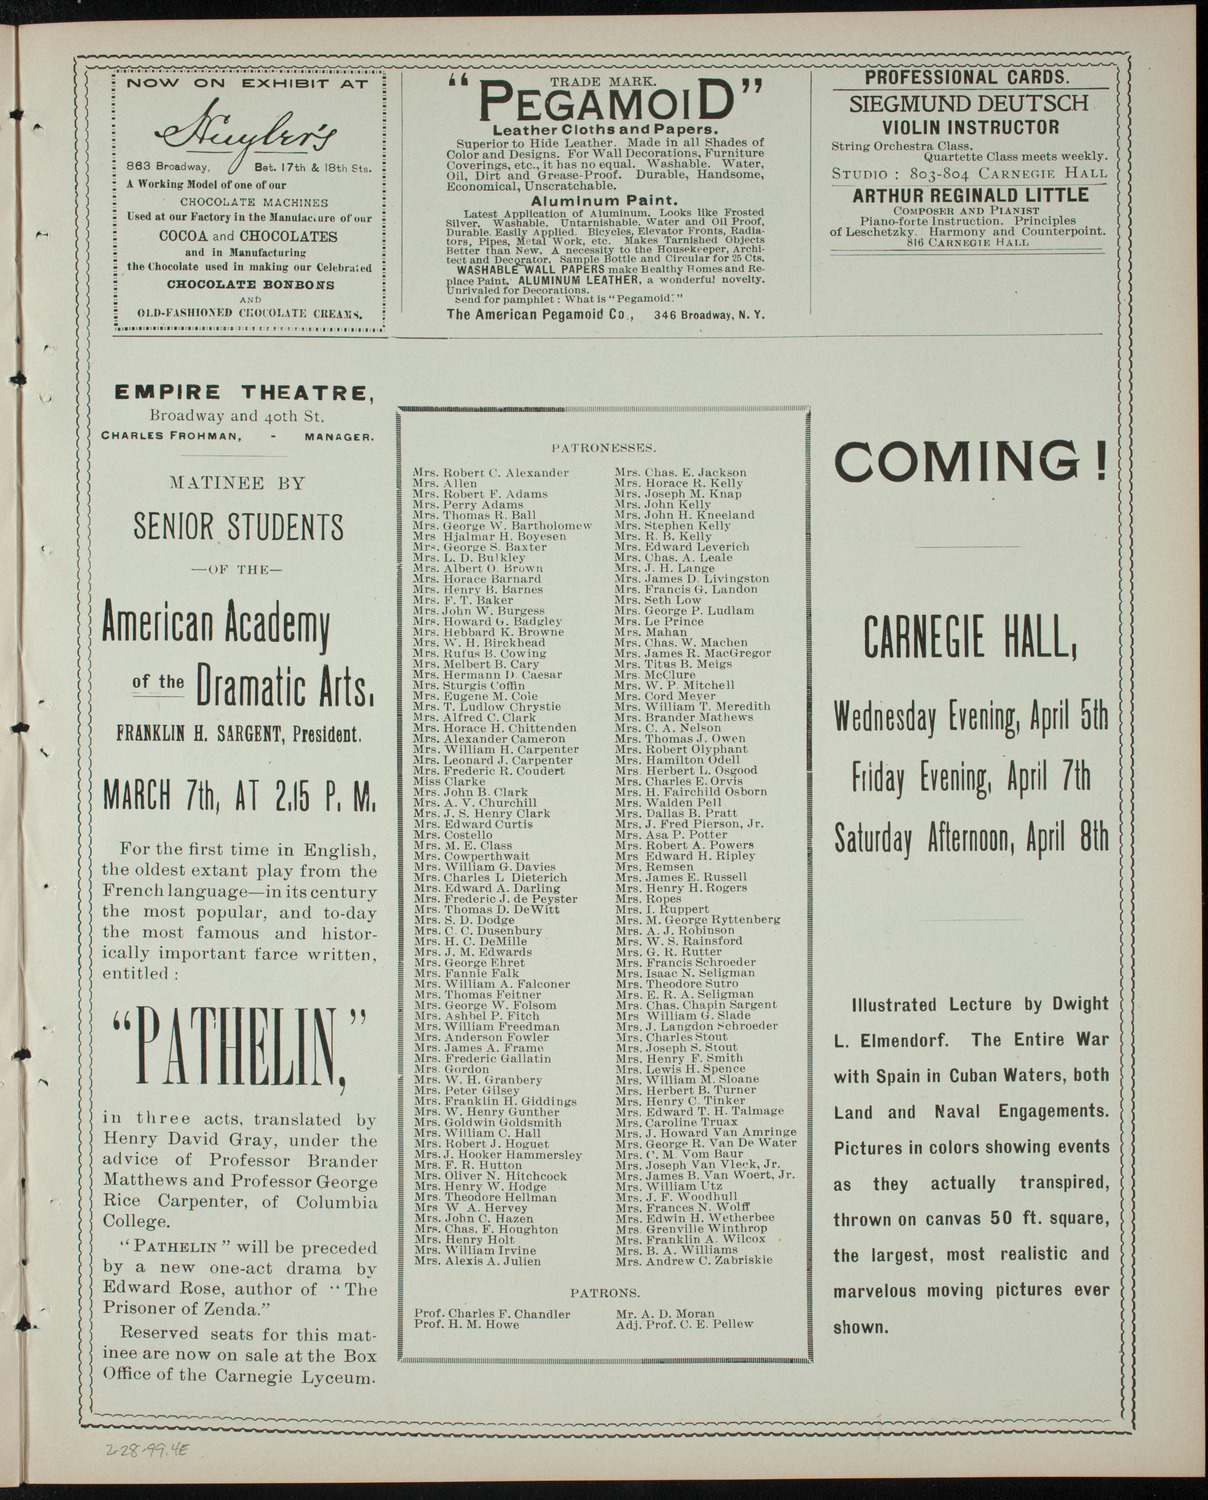 NOW ON EXHIBIT AT
Huyler's
863 Broadway, Bet. 17th & 18th Sts.
A Working Model of one of our
CHOCOLATE MACHINES
Used at our Factory in the Manufacture of our
COCOA and CHOCOLATES
and in Manufacturing
the Chocolate used in making our Celebrated
CHOCOLATE BONBONS
AND
OLD-FASHIONED CHOCOLATE CREAMS.
TRADE MARK.
"PEGAMOID"
Leather Cloths and Papers.
Superior to Hide Leather. Made in all Shades of
Color and Designs. For Wall Decorations, Furniture
Coverings, etc., it has no equal. Washable. Water,
Oil, Dirt and Grease-Proof. Durable, Handsome,
Economical, Unscratchable.
Aluminum Paint.
Latest Application of Aluminum. Looks like Frosted
Silver. Washable. Untarnishable. Water and Oil Proof,
Durable. Easily Applied. Bicycles, Elevator Fronts, Radia-
tors, Pipes, Metal Work, etc. Makes Tarnished Objects
Better than New. A necessity to the Housekeeper, Archi-
tect and Decorator. Sample Bottle and Circular for 25 Cts.
WASHABLE WALL PAPERS make Healthy Homes and Re-
place Paint. ALUMINUM LEATHER, a wonderful novelty.
Unrivaled for Decorations.
Send for pamphlet: What is "Pegamoid?"
The American Pegamoid Co., 346 Broadway, N. Y.
PROFESSIONAL CARDS.
SIEGMUND DEUTSCH
VIOLIN INSTRUCTOR
String Orchestra Class.
Quartette Class meets weekly.
STUDIO: 803-804 CARNEGIE HALL
ARTHUR REGINALD LITTLE
COMPOSER AND PIANIST
Piano-forte Instruction. Principles
of Leschetzky. Harmony and Counterpoint.
816 CARNEGIE HALL
EMPIRE THEATRE,
Broadway and 40th St.
CHARLES FROHMAN, - MANAGER.
MATINEE BY
SENIOR STUDENTS
—OF THE—
American Academy
of the Dramatic Arts.
FRANKLIN H. SARGENT, President.
MARCH 7th, AT 2.15 P. M.
For the first time in English,
the oldest extant play from the
French language—in its century
the most popular, and to-day
the most famous and histor-
ically important farce written,
entitled:
"PATHELIN,"
in three acts, translated by
Henry David Gray, under the
advice of Professor Brander
Matthews and Professor George
Rice Carpenter, of Columbia
College.
"PATHELIN" will be preceded
by a new one-act drama by
Edward Rose, author of "The
Prisoner of Zenda."
Reserved seats for this mat-
inee are now on sale at the Box
Office of the Carnegie Lyceum.
PATRONESSES.
Mrs. Robert C. Alexander
Mrs. Allen
Mrs. Robert F. Adams
Mrs. Perry Adams
Mrs. Thomas R. Ball
Mrs. George W. Bartholomew
Mrs Hjalmar H. Boyesen
Mrs. George S. Baxter
Mrs. L. D. Bulkley
Mrs. Albert O. Brown
Mrs. Horace Barnard
Mrs. Henry B. Barnes
Mrs. F. T. Baker
Mrs. John W. Burgess
Mrs. Howard G. Badgley
Mrs. Hebbard K. Browne
Mrs. W. H. Birckhead
Mrs. Rufus B. Cowing
Mrs. Melbert B. Cary
Mrs. Hermann D. Caesar
Mrs. Sturgis Coffin
Mrs. Eugene M. Coie
Mrs. T. Ludlow Chrystie
Mrs. Alfred C. Clark
Mrs. Horace H. Chittenden
Mrs. Alexander Cameron
Mrs. William H. Carpenter
Mrs. Leonard J. Carpenter
Mrs. Frederic R. Coudert
Miss Clarke
Mrs. John B. Clark
Mrs. A. V. Churchill
Mrs. J. S. Henry Clark
Mrs. Edward Curtis
Mrs. Costello
Mrs. M. E. Class
Mrs. Cowperthwait
Mrs. William G. Davies
Mrs. Charles L Dieterich
Mrs. Edward A. Darling
Mrs. Frederic J. de Peyster
Mrs. Thomas D. DeWitt
Mrs. S. D. Dodge
Mrs. C. C. Dusenbury
Mrs. H. C. DeMille
Mrs. J. M. Edwards
Mrs. George Ehret
Mrs. Fannie Falk
Mrs. William A. Falconer
Mrs. Thomas Feitner
Mrs. George W. Folsom
Mrs. Ashbel P. Fitch
Mrs. William Freedman
Mrs. Anderson Fowler
Mrs. James A. Frame
Mrs. Frederic Gallatin
Mrs. Gordon
Mrs. W. H. Granbery
Mrs. Peter Gilsey
Mrs. Franklin H. Giddings
Mrs. W. Henry Gunther
Mrs. Goldwin Goldsmith
Mrs. William C. Hall
Mrs. Robert J. Hoguet
Mrs. J. Hooker Hammersley
Mrs. F. R. Hutton
Mrs. Oliver N. Hitchcock
Mrs. Henry W. Hodge
Mrs. Theodore Hellman
Mrs W A. Hervey
Mrs. John C. Hazen
Mrs. Chas. F. Houghton
Mrs. Henry Holt
Mrs. William Irvine
Mrs. Alexis A. Julien
Mrs. Chas. E. Jackson
Mrs. Horace R. Kelly
Mrs. Joseph M. Knap
Mrs. John Kelly
Mrs. John H. Kneeland
Mrs. Stephen Kelly
Mrs. R. B. Kelly
Mrs. Edward Leverich
Mrs. Chas. A. Leale
Mrs. J. H. Lange
Mrs. James D. Livingston
Mrs. Francis G. Landon
Mrs. Seth Low
Mrs. George P. Ludlam
Mrs. Le Prince
Mrs. Mahan
Mrs. Chas. W. Machen
Mrs. James R. MacGregor
Mrs. Titus B. Meigs
Mrs. McClure
Mrs. W. P. Mitchell
Mrs. Cord Meyer
Mrs. William T. Meredith
Mrs. Brander Mathews
Mrs. C. A. Nelson
Mrs. Thomas J. Owen
Mrs. Robert Olyphant
Mrs. Hamilton Odell
Mrs. Herbert L. Osgood
Mrs. Charles E. Orvis
Mrs. H. Fairchild Osborn
Mrs. Walden Pell
Mrs. Dallas B. Pratt
Mrs. J. Fred Pierson, Jr.
Mrs. Asa P. Potter
Mrs. Robert A. Powers
Mrs Edward H. Ripley
Mrs. Remsen
Mrs. James E. Russell
Mrs. Henry H. Rogers
Mrs. Ropes
Mrs. I. Ruppert
Mrs. M. George Ryttenberg
Mrs. A. J. Robinson
Mrs. W. S. Rainsford
Mrs. G. R. Rutter
Mrs. Francis Schroeder
Mrs. Isaac N. Seligman
Mrs. Theodore Sutro
Mrs. E. R. A. Seligman
Mrs. Chas. Chapin Sargent
Mrs William G. Slade
Mrs. J. Langdon Schroeder
Mrs. Charles Stout
Mrs. Joseph S. Stout
Mrs. Henry F. Smith
Mrs. Lewis H. Spence
Mrs. William M. Sloane
Mrs. Herbert B. Turner
Mrs. Henry C. Tinker
Mrs. Edward T. H. Talmage
Mrs. Caroline Truax
Mrs. J. Howard Van Amringe
Mrs. George R. Van De Water
Mrs. C. M. Vom Baur
Mrs. Joseph Van Vleck, Jr.
Mrs. James B. Van Woert, Jr.
Mrs. William Utz
Mrs. J. F. Woodhull
Mrs. Frances N. Wolff
Mrs. Edwin H. Wetherbee
Mrs. Grenville Winthrop
Mrs. Franklin A. Wilcox
Mrs. B. A. Williams
Mrs. Andrew C. Zabriskie
PATRONS.
Prof. Charles F. Chandler
Prof. H. M. Howe
Mr. A. D. Moran
Adj. Prof. C. E. Pellew
COMING!
CARNEGIE HALL,
Wednesday Evening, April 5th
Friday Evening, April 7th
Saturday Afternoon, April 8th
Illustrated Lecture by Dwight
L. Elmendorf. The Entire War
with Spain in Cuban Waters, both
Land and Naval Engagements.
Pictures in colors showing events
as they actually transpired,
thrown on canvas 50 ft. square,
the largest, most realistic and
marvelous moving pictures ever
shown.
2-28-99.4E